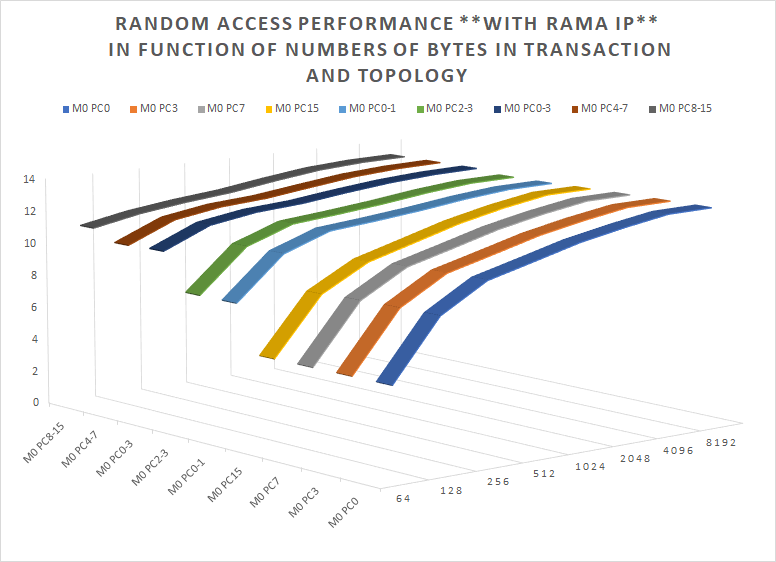 RANDOM ACCESS PERFORMANCE **WITH RAMA IP**
IN FUNCTION OF NUMBERS OF BYTES IN TRANSACTION
AND TOPOLOGY
M0 PC0 M0 PC3 M0 PC7 M0 PC15 M0 PC0-1 M0 PC2-3 M0 PC0-3 M0 PC4-7 M0 PC8-15
14
12
10
8
6
4
2
0
M0 PC8-15
M0 PC4-7
M0 PC0-3
M0 PC2-3
M0 PC0-1
M0 PC15
M0 PC7
M0 PC3
M0 PC0
64
128
256
512
1024
2048
4096
8192